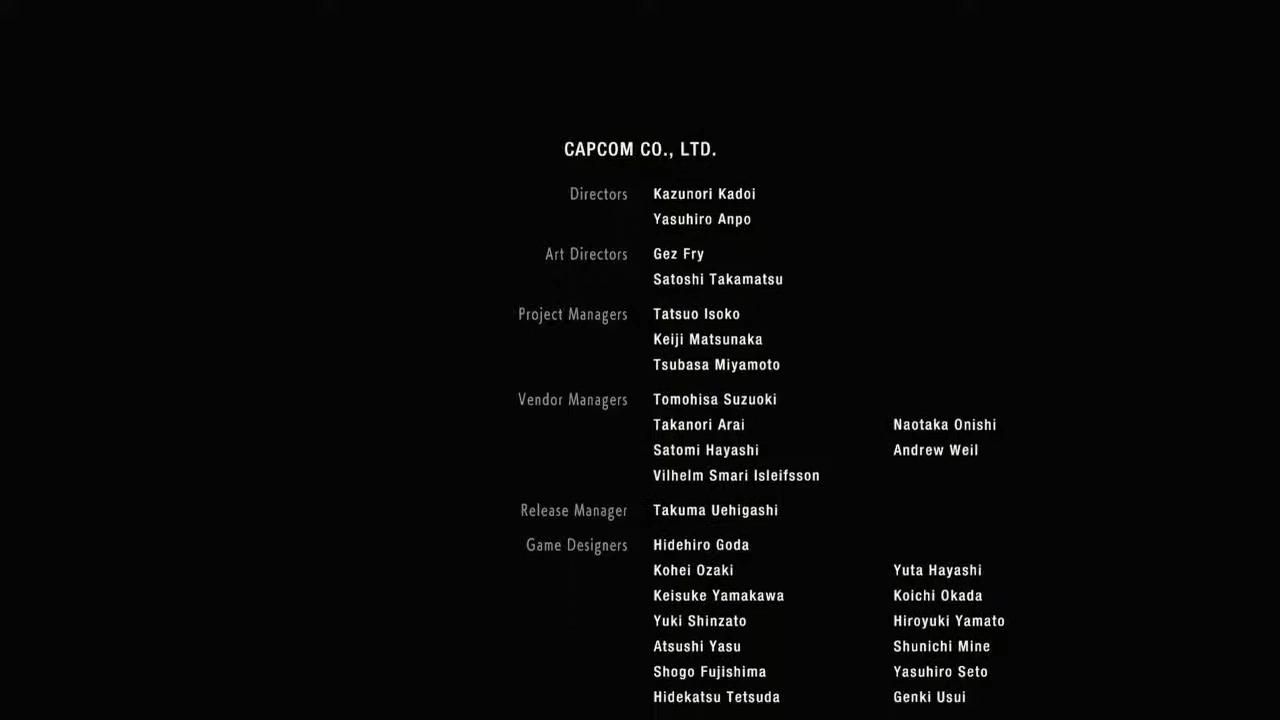 CAPCOM CO., LTD.
Directors Kazunori Kadoi
Yasuhiro Anpo
Art Directors Gez Fry
Satoshi Takamatsu
Project Managers Tatsuo Isoko
Keiji Matsunaka
Tsubasa Miyamoto
Vendor Managers Tomohisa Suzuoki
Takanori Arai Naotaka Onishi
Satomi Hayashi Andrew Weil
Vilhelm Smari Isleifsson
Release Manager Takuma Uehigashi
Game Designers Hidehiro Goda
Kohei Ozaki Yuta Hayashi
Keisuke Yamakawa Koichi Okada
Yuki Shinzato Hiroyuki Yamato
Atsushi Yasu Shunichi Mine
Shogo Fujishima Yasuhiro Seto
Hidekatsu Tetsuda Genki Usui